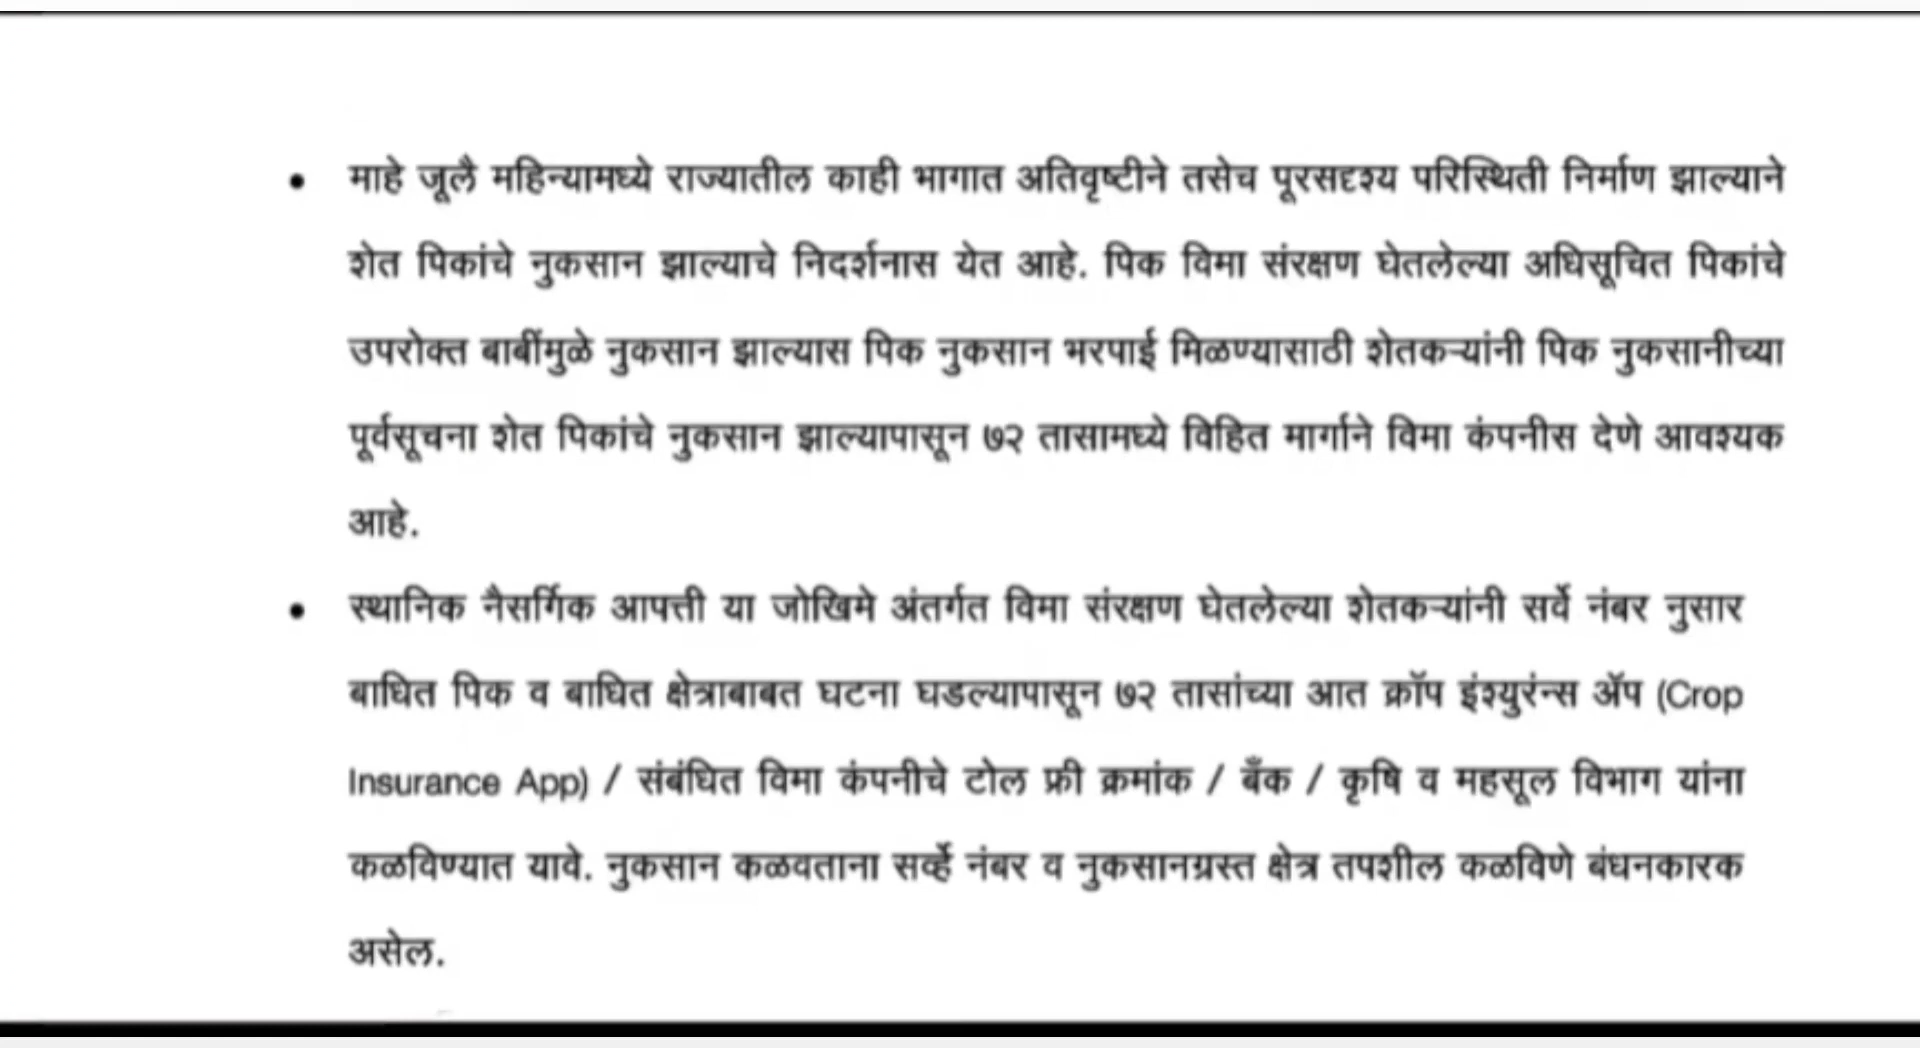 • माहे जूलै महिन्यामध्ये राज्यातील काही भागात अतिवृष्टीने तसेच पूरसदृश्य परिस्थिती निर्माण झाल्याने
शेत पिकांचे नुकसान झाल्याचे निदर्शनास येत आहे. पिक विमा संरक्षण घेतलेल्या अधिसूचित पिकांचे
उपरोक्त बाबींमुळे नुकसान झाल्यास पिक नुकसान भरपाई मिळण्यासाठी शेतकऱ्यांनी पिक नुकसानीच्या
पूर्वसूचना शेत पिकांचे नुकसान झाल्यापासून ७२ तासामध्ये विहित मार्गाने विमा कंपनीस देणे आवश्यक
आहे.
• स्थानिक नैसर्गिक आपत्ती या जोखिमे अंतर्गत विमा संरक्षण घेतलेल्या शेतकऱ्यांनी सर्वे नंबर नुसार
बाधित पिक व बाधित क्षेत्राबाबत घटना घडल्यापासून ७२ तासांच्या आत क्रॉप इंश्युरंन्स ॲप (Crop
Insurance App) / संबंधित विमा कंपनीचे टोल फ्री क्रमांक / बँक / कृषि व महसूल विभाग यांना
कळविण्यात यावे. नुकसान कळवताना सर्व्हे नंबर व नुकसानग्रस्त क्षेत्र तपशील कळविणे बंधनकारक
असेल.